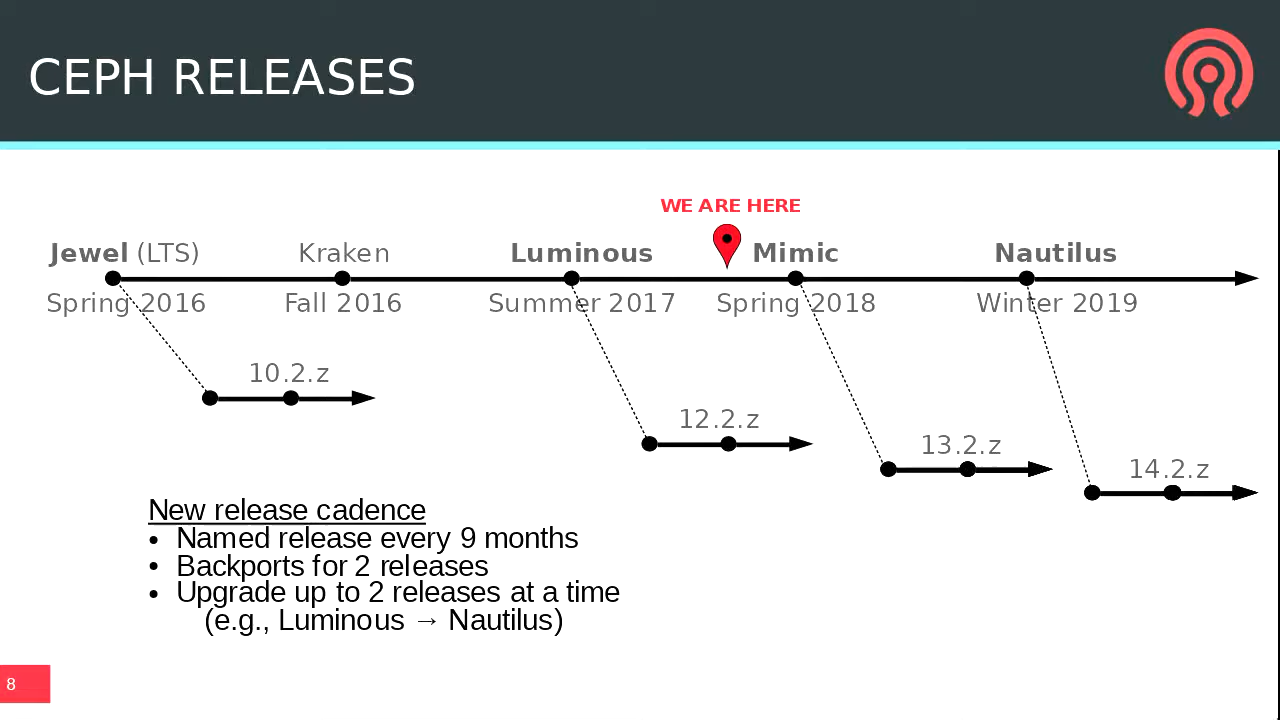 CEPH RELEASES
WE ARE HERE
Jewel (LTS)
Kraken
Luminous
Mimic
Nautilus
Spring 2016
Fall 2016
Summer 2017
Spring 2018
Winter 2019
10.2.z
12.2.z
13.2.z
14.2.z
New release cadence
• Named release every 9 months
• Backports for 2 releases
• Upgrade up to 2 releases at a time
(e.g., Luminous → Nautilus)
8